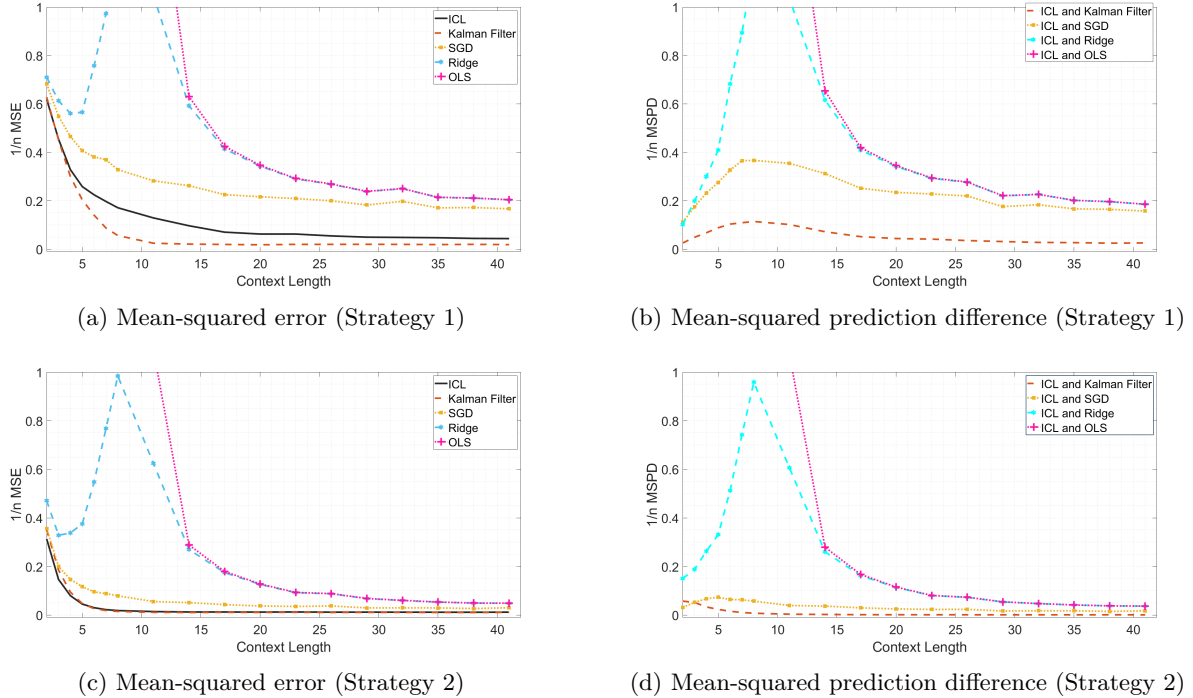 1
0.8
0.6
0.4
0.2
0
1/n MSE
5 10 15 20 25 30 35 40
Context Length
ICL
Kalman Filter
SGD
Ridge
OLS
(a) Mean-squared error (Strategy 1)
1
0.8
0.6
0.4
0.2
0
1/n MSPD
5 10 15 20 25 30 35 40
Context Length
ICL and Kalman Filter
ICL and SGD
ICL and Ridge
ICL and OLS
(b) Mean-squared prediction difference (Strategy 1)
1
0.8
0.6
0.4
0.2
0
1/n MSE
5 10 15 20 25 30 35 40
Context Length
ICL
Kalman Filter
SGD
Ridge
OLS
(c) Mean-squared error (Strategy 2)
1
0.8
0.6
0.4
0.2
0
1/n MSPD
5 10 15 20 25 30 35 40
Context Length
ICL and Kalman Filter
ICL and SGD
ICL and Ridge
ICL and OLS
(d) Mean-squared prediction difference (Strategy 2)